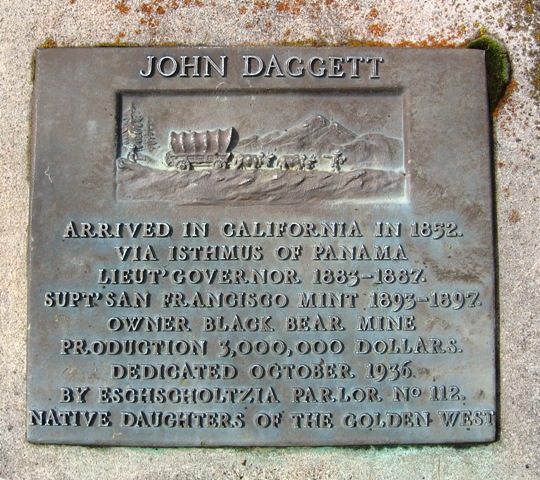 JOHN DAGGETT
ARRIVED IN CALIFORNIA IN 1852.
VIA ISTHMUS OF PANAMA
LIEUT' GOVERNOR 1883-1887.
SUPT' SAN FRANCISCO MINT 1893-1897.
OWNER BLACK BEAR MINE
PRODUCTION 3,000,000 DOLLARS.
DEDICATED OCTOBER 1936.
BY ESCHSCHOLTZIA PARLOR NO 112.
NATIVE DAUGHTERS OF THE GOLDEN WEST